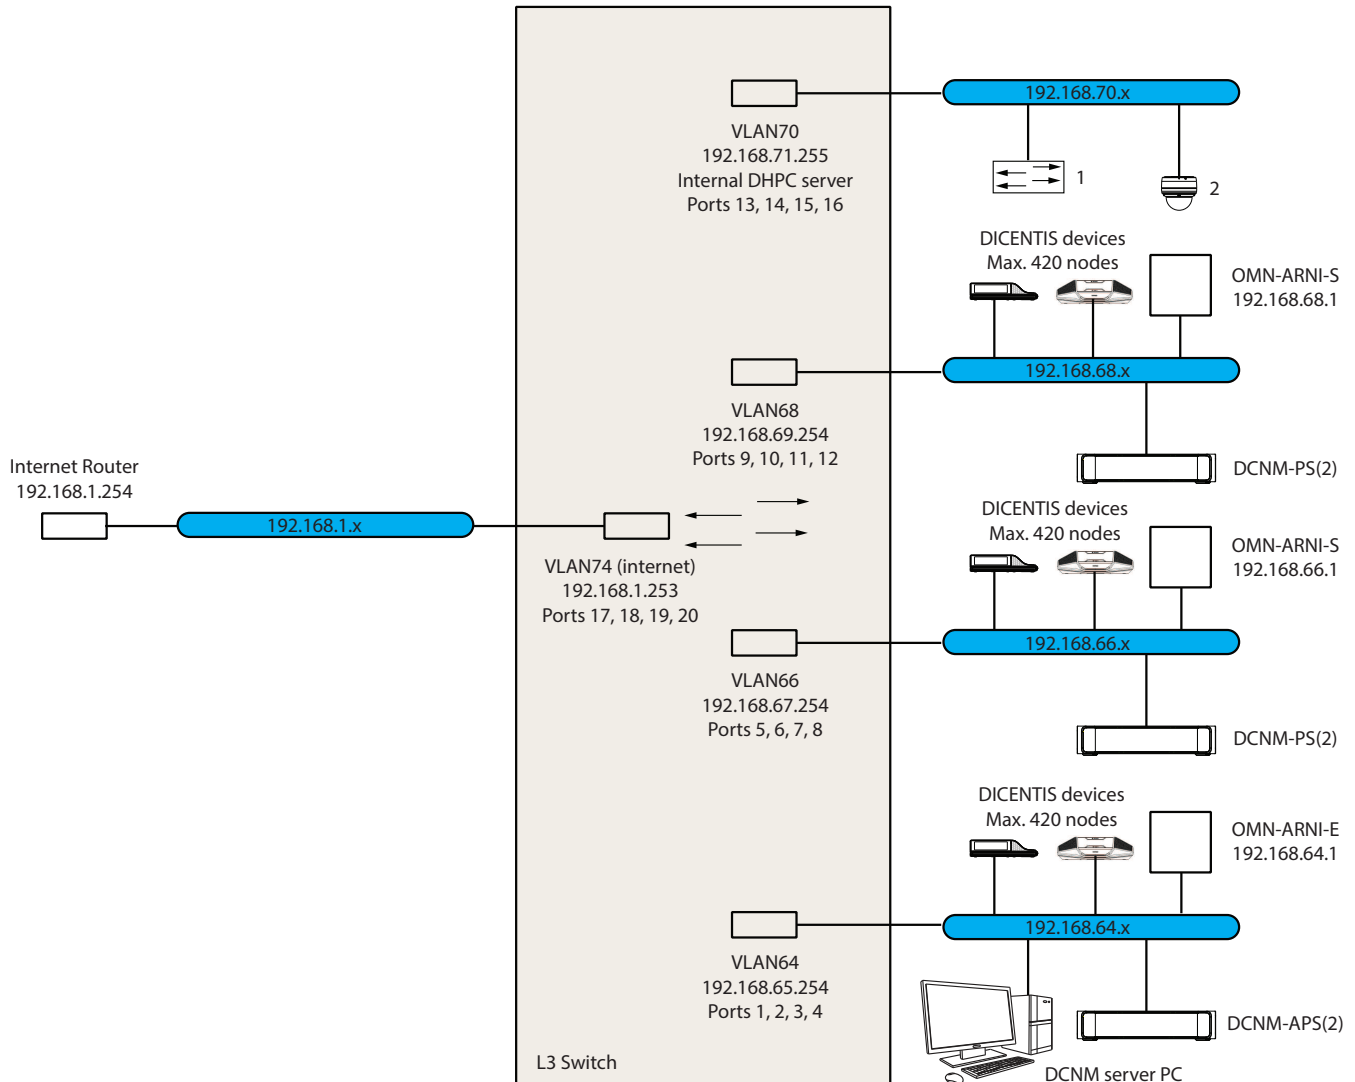 192.168.70.x
VLAN70
192.168.71.255
Internal DHPC server
Ports 13, 14, 15, 16
1
2
DICENTIS devices
Max. 420 nodes
OMN-ARNI-S
192.168.68.1
192.168.68.x
VLAN68
192.168.69.254
Ports 9, 10, 11, 12
DCNM-PS(2)
Internet Router
192.168.1.254
192.168.1.x
VLAN74 (internet)
192.168.1.253
Ports 17, 18, 19, 20
DICENTIS devices
Max. 420 nodes
OMN-ARNI-S
192.168.66.1
192.168.66.x
VLAN66
192.168.67.254
Ports 5, 6, 7, 8
DCNM-PS(2)
DICENTIS devices
Max. 420 nodes
OMN-ARNI-E
192.168.64.1
192.168.64.x
VLAN64
192.168.65.254
Ports 1, 2, 3, 4
DCNM-APS(2)
L3 Switch
DCNM server PC